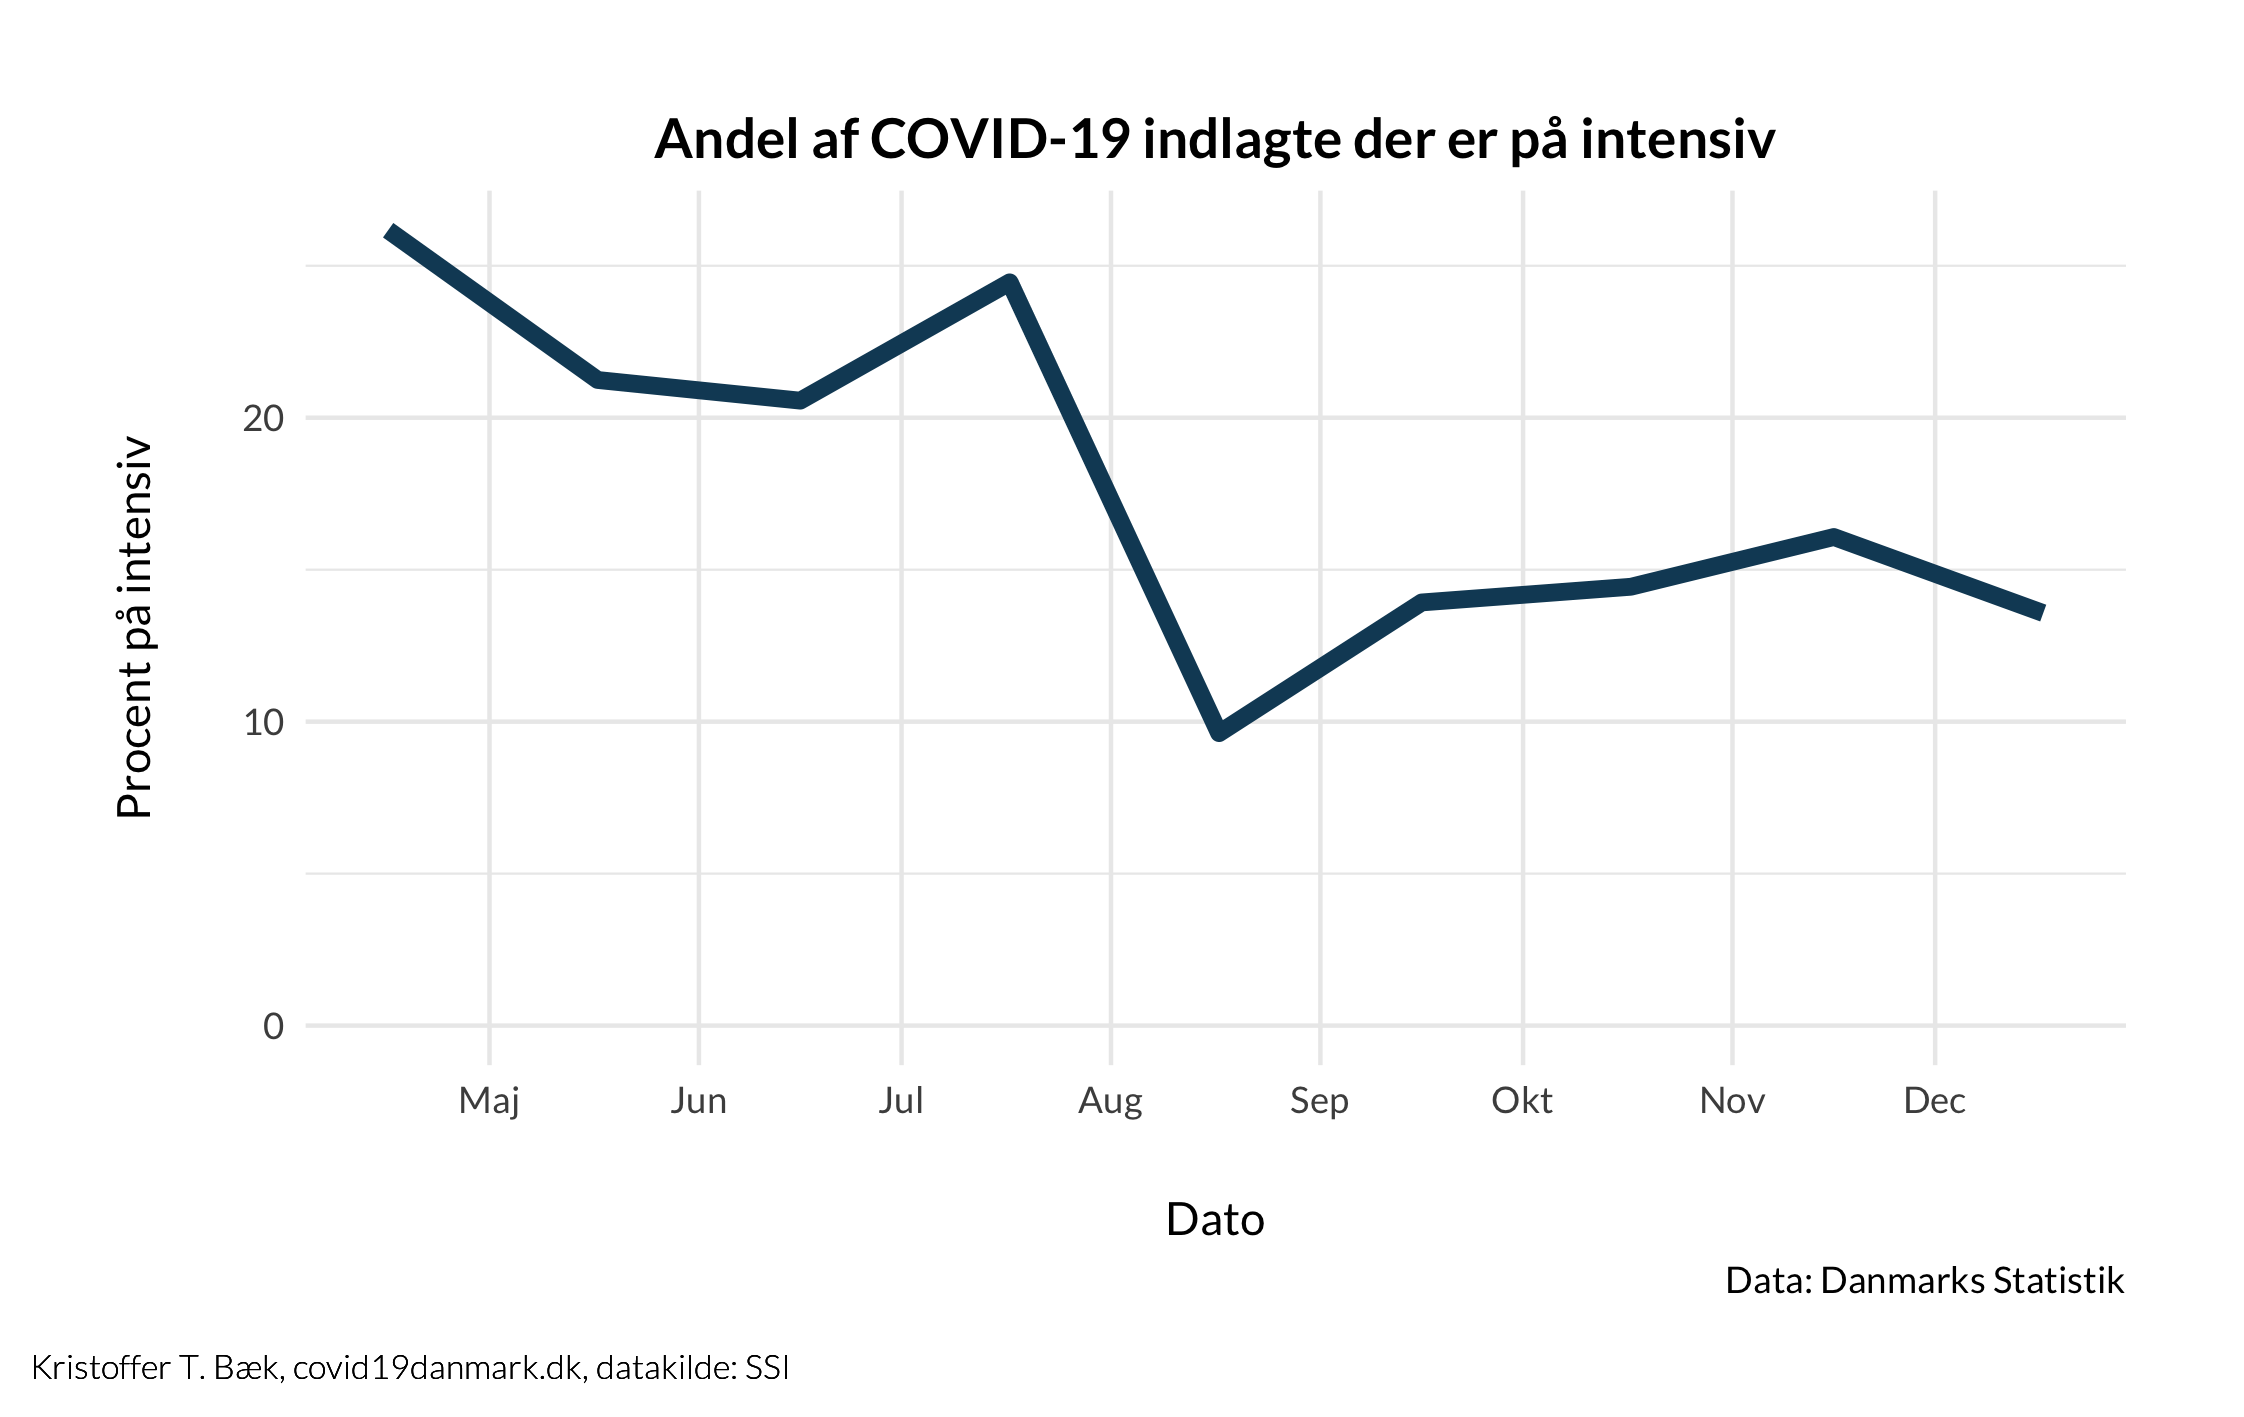 Andel af COVID-19 indlagte der er på intensiv
Procent på intensiv
20
10
0
Maj Jun Jul Aug Sep Okt Nov Dec
Dato
Data: Danmarks Statistik
Kristoffer T. Bæk, covid19danmark.dk, datakilde: SSI